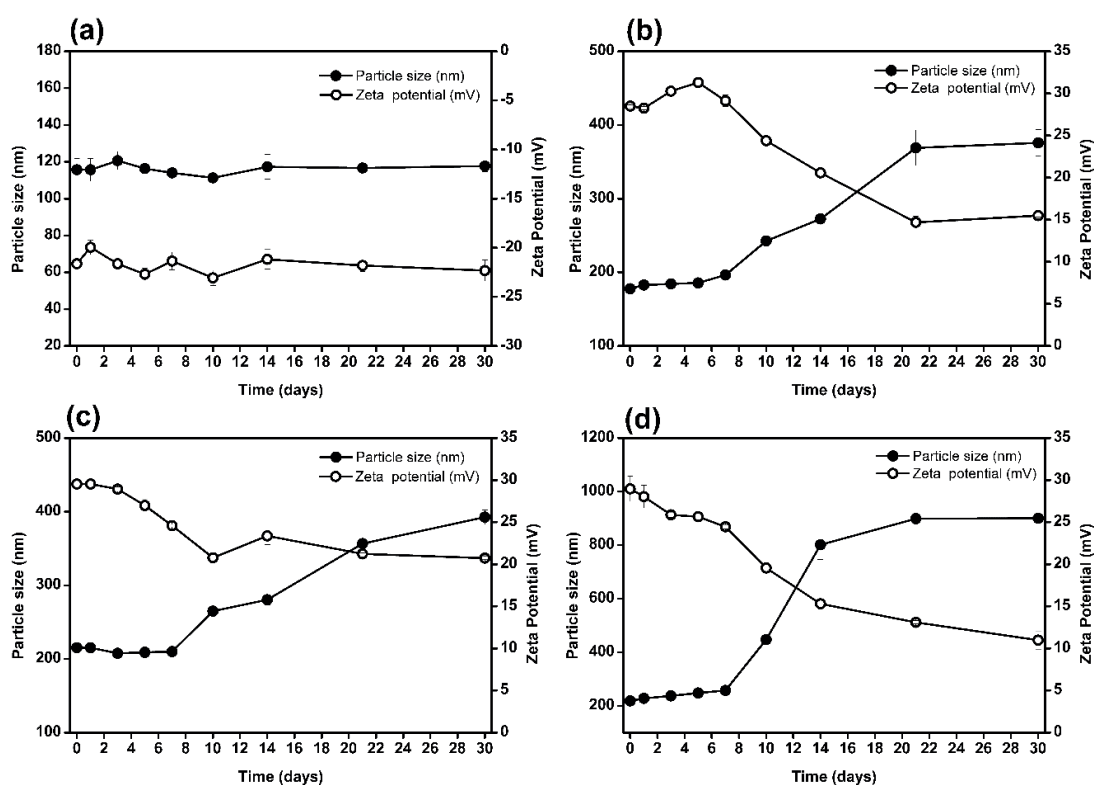 (a)
180
160
140
120
100
80
60
40
20
Particle size (nm)
0
-5
-10
-15
-20
-25
-30
Zeta Potential (mV)
Particle size (nm)
Zeta potential (mV)
0 2 4 6 8 10 12 14 16 18 20 22 24 26 28 30
Time (days)
(b)
500
400
300
200
100
Particle size (nm)
35
30
25
20
15
10
5
0
Zeta Potential (mV)
Particle size (nm)
Zeta potential (mV)
0 2 4 6 8 10 12 14 16 18 20 22 24 26 28 30
Time (days)
(c)
500
400
300
200
100
Particle size (nm)
35
30
25
20
15
10
5
0
Zeta Potential (mV)
Particle size (nm)
Zeta potential (mV)
0 2 4 6 8 10 12 14 16 18 20 22 24 26 28 30
Time (days)
(d)
1200
1000
800
600
400
200
Particle size (nm)
35
30
25
20
15
10
5
0
Zeta Potential (mV)
Particle size (nm)
Zeta potential (mV)
0 2 4 6 8 10 12 14 16 18 20 22 24 26 28 30
Time (days)